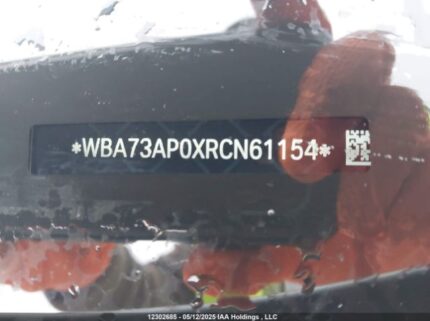 *WBA73AP0XRCN61154*
12302685 - 05/12/2025 IAA Holdings , LLC